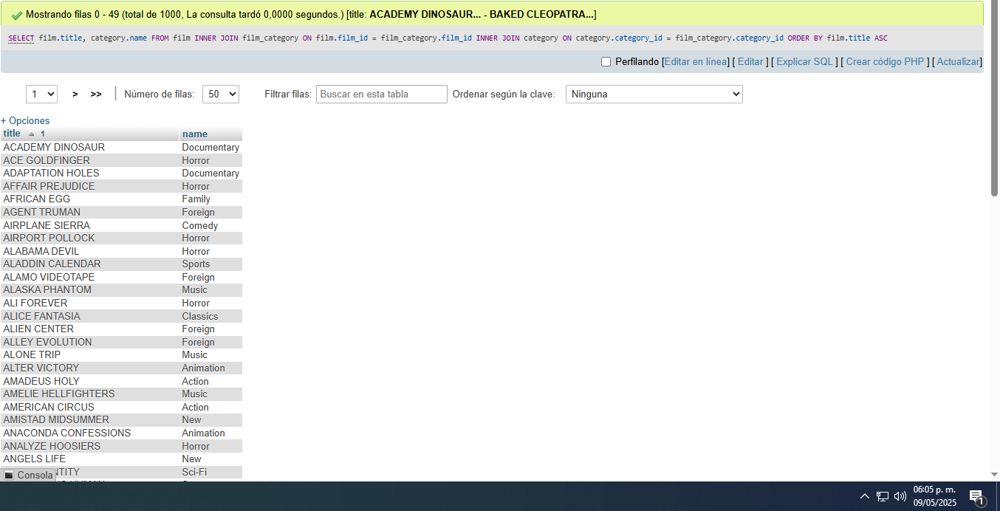 Mostrando filas 0 - 49 (total de 1000, La consulta tardó 0,0000 segundos.) [title: ACADEMY DINOSAUR... - BAKED CLEOPATRA...]
SELECT film.title, category.name FROM film INNER JOIN film_category ON film.film_id = film_category.film_id INNER JOIN category ON category.category_id = film_category.category_id ORDER BY film.title ASC
Perfilando [Editar en línea] [ Editar ] [ Explicar SQL ] [ Crear código PHP ] [ Actualizar]
1 > >> | Número de filas: 50 Filtrar filas: Buscar en esta tabla Ordenar según la clave: Ninguna
+ Opciones
title 1 name
ACADEMY DINOSAUR Documentary
ACE GOLDFINGER Horror
ADAPTATION HOLES Documentary
AFFAIR PREJUDICE Horror
AFRICAN EGG Family
AGENT TRUMAN Foreign
AIRPLANE SIERRA Comedy
AIRPORT POLLOCK Horror
ALABAMA DEVIL Horror
ALADDIN CALENDAR Sports
ALAMO VIDEOTAPE Foreign
ALASKA PHANTOM Music
ALI FOREVER Horror
ALICE FANTASIA Classics
ALIEN CENTER Foreign
ALLEY EVOLUTION Foreign
ALONE TRIP Music
ALTER VICTORY Animation
AMADEUS HOLY Action
AMELIE HELLFIGHTERS Music
AMERICAN CIRCUS Action
AMISTAD MIDSUMMER New
ANACONDA CONFESSIONS Animation
ANALYZE HOOSIERS Horror
ANGELS LIFE New
NTITY Sci-Fi
Consola
06:05 p. m.
09/05/2025
1